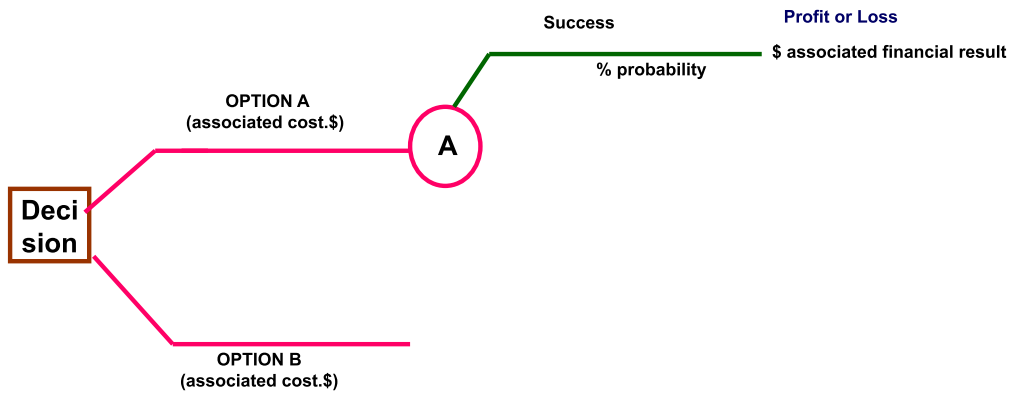 Success
Profit or Loss
$ associated financial result
% probability
OPTION A
(associated cost.$)
A
Deci
sion
OPTION B
(associated cost.$)